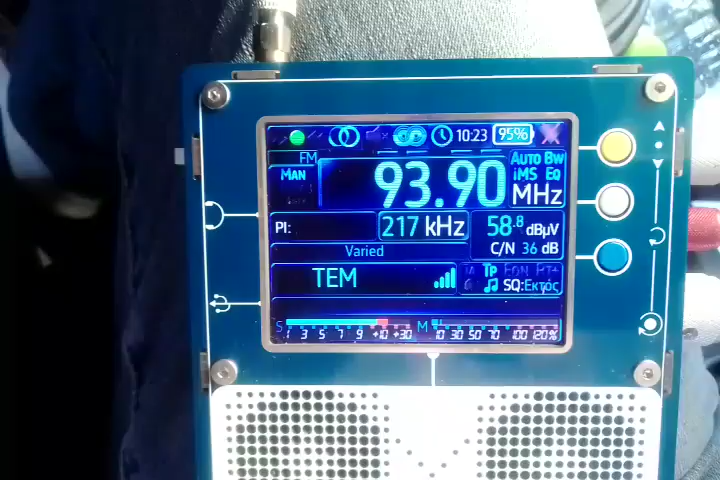 10:23 95%
FM
MAN
93.90 MHz
AUTO BW
iMS EQ
PI:
217 kHz
58.8 dBµV
C/N 36 dB
Varied
TEM
TP
SQ:Εκτός
S 1 3 5 7 9 +10 +30 M 10 30 50 70 100 120%